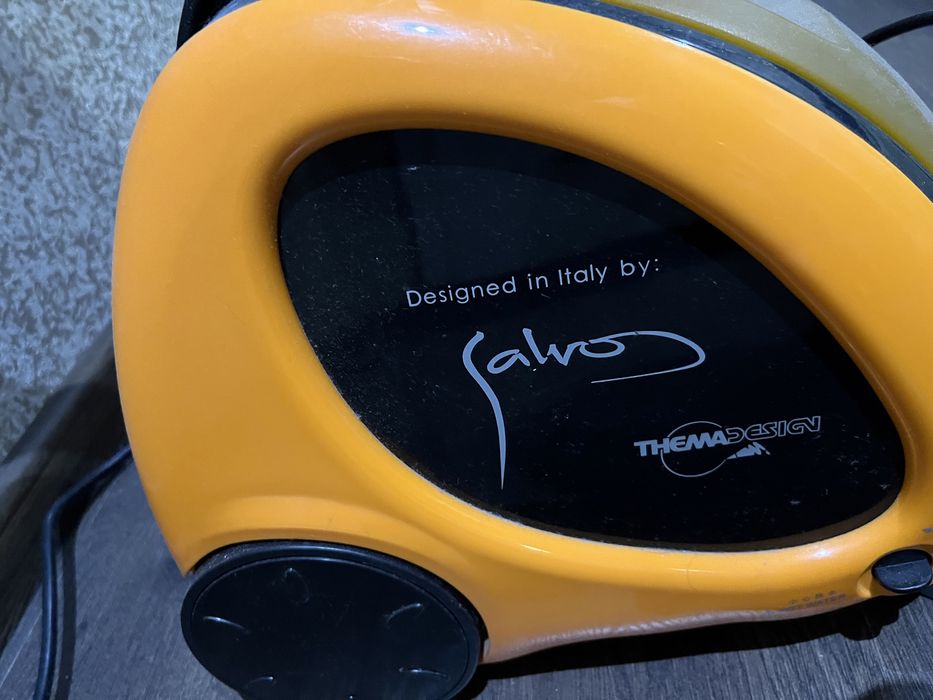 Designed in Italy by:
Salvo
THEMADESIGN